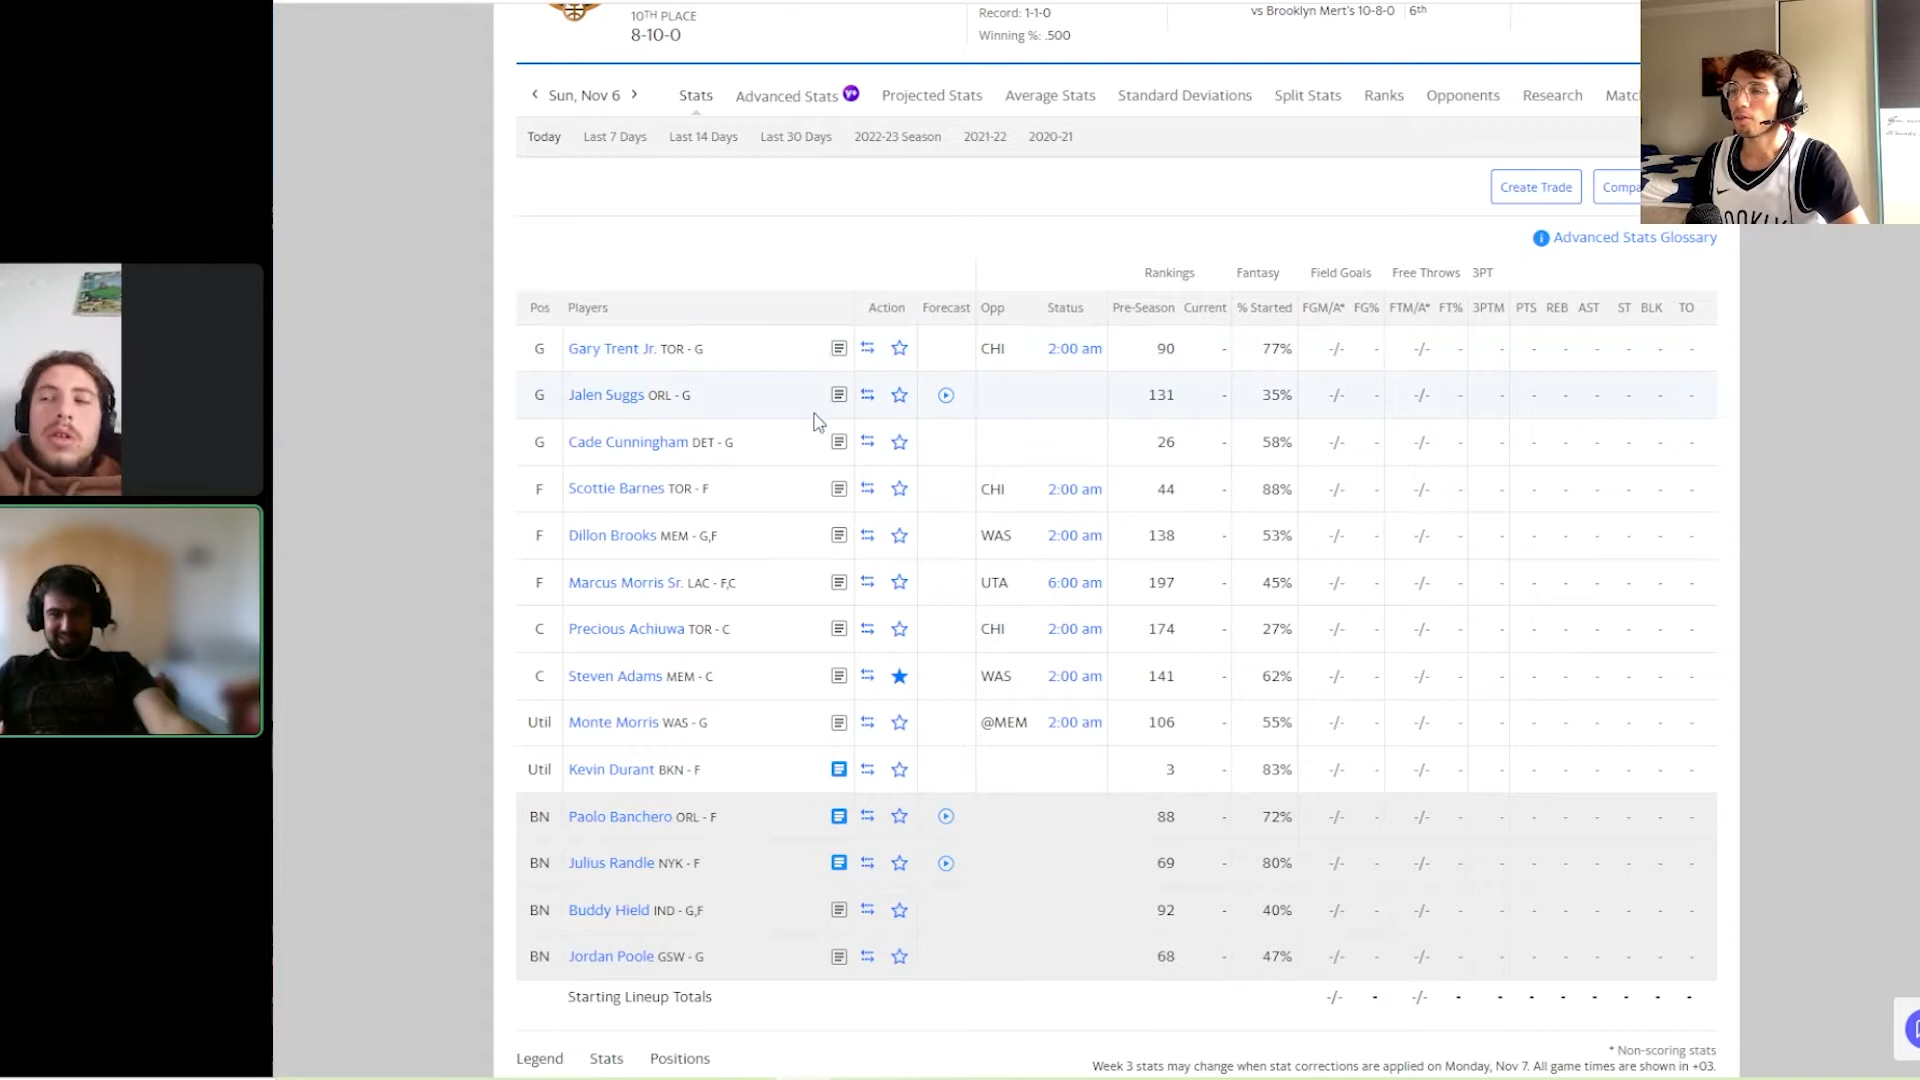 10TH PLACE
8-10-0
Record: 1-1-0
Winning %: .500
vs Brooklyn Mert's 10-8-0 6th
Sun, Nov 6 Stats Advanced Stats Y+ Projected Stats Average Stats Standard Deviations Split Stats Ranks Opponents Research Matc
Today Last 7 Days Last 14 Days Last 30 Days 2022-23 Season 2021-22 2020-21
Create Trade Compa
Advanced Stats Glossary
Rankings Fantasy Field Goals Free Throws 3PT
Pos Players Action Forecast Opp Status Pre-Season Current % Started FGM/A* FG% FTM/A* FT% 3PTM PTS REB AST ST BLK TO
G Gary Trent Jr. TOR - G CHI 2:00 am 90 - 77% -/- - -/- - - - - - - - -
G Jalen Suggs ORL - G 131 - 35% -/- - -/- - - - - - - - -
G Cade Cunningham DET - G 26 - 58% -/- - -/- - - - - - - - -
F Scottie Barnes TOR - F CHI 2:00 am 44 - 88% -/- - -/- - - - - - - - -
F Dillon Brooks MEM - G,F WAS 2:00 am 138 - 53% -/- - -/- - - - - - - - -
F Marcus Morris Sr. LAC - F,C UTA 6:00 am 197 - 45% -/- - -/- - - - - - - - -
C Precious Achiuwa TOR - C CHI 2:00 am 174 - 27% -/- - -/- - - - - - - - -
C Steven Adams MEM - C WAS 2:00 am 141 - 62% -/- - -/- - - - - - - - -
Util Monte Morris WAS - G @MEM 2:00 am 106 - 55% -/- - -/- - - - - - - - -
Util Kevin Durant BKN - F 3 - 83% -/- - -/- - - - - - - - -
BN Paolo Banchero ORL - F 88 - 72% -/- - -/- - - - - - - - -
BN Julius Randle NYK - F 69 - 80% -/- - -/- - - - - - - - -
BN Buddy Hield IND - G,F 92 - 40% -/- - -/- - - - - - - - -
BN Jordan Poole GSW - G 68 - 47% -/- - -/- - - - - - - - -
Starting Lineup Totals -/- - -/- - - - - - - - -
Legend Stats Positions
* Non-scoring stats
Week 3 stats may change when stat corrections are applied on Monday, Nov 7. All game times are shown in +03.